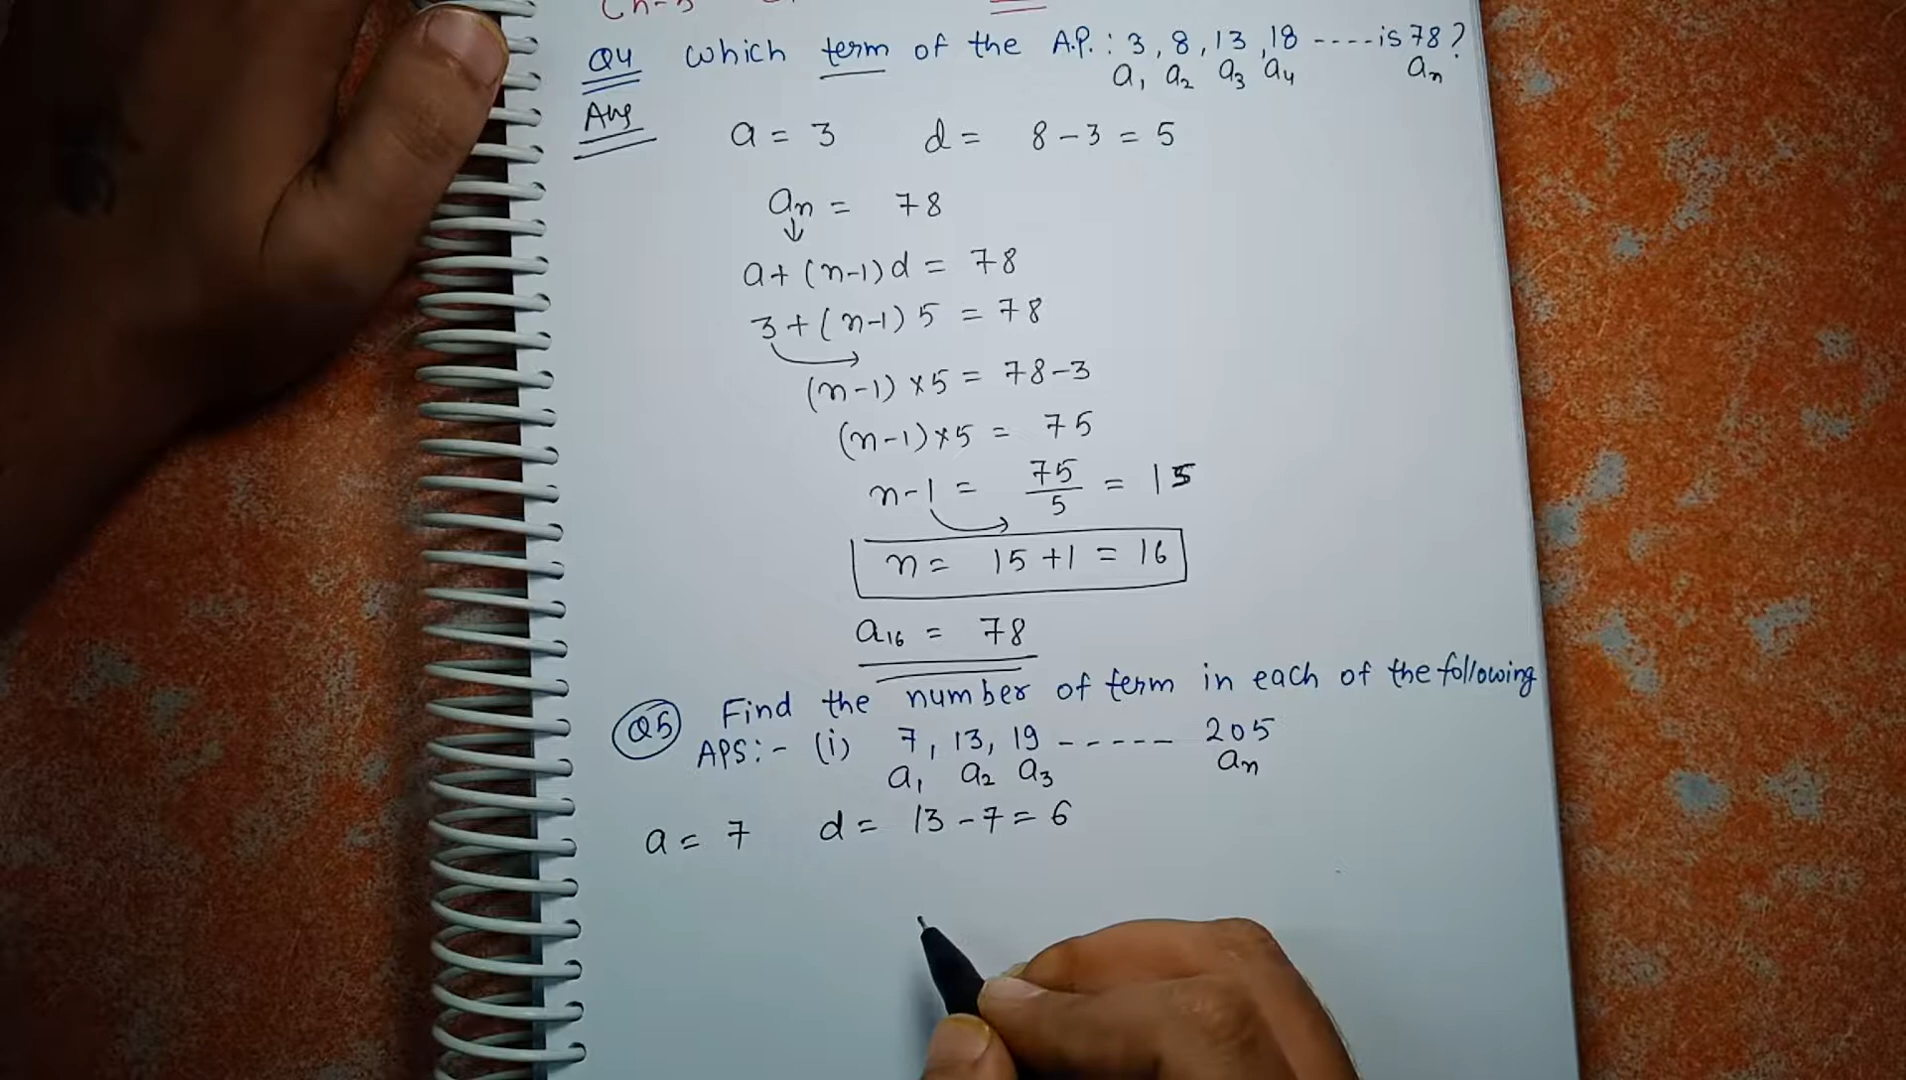 Q4 Which term of the A.P.: 3, 8, 13, 18 ---- is 78?
a₁ a₂ a₃ a₄ aₙ
Ans
a = 3 d = 8 - 3 = 5
aₙ = 78
↓
a + (n-1) d = 78
3 + (n-1) 5 = 78
(n-1) × 5 = 78 - 3
(n-1) × 5 = 75
n - 1 = 75/5 = 15
n = 15 + 1 = 16
a₁₆ = 78
Q5 Find the number of term in each of the following
APS:- (i) 7, 13, 19 ----- 205
a₁ a₂ a₃ aₙ
a = 7 d = 13 - 7 = 6